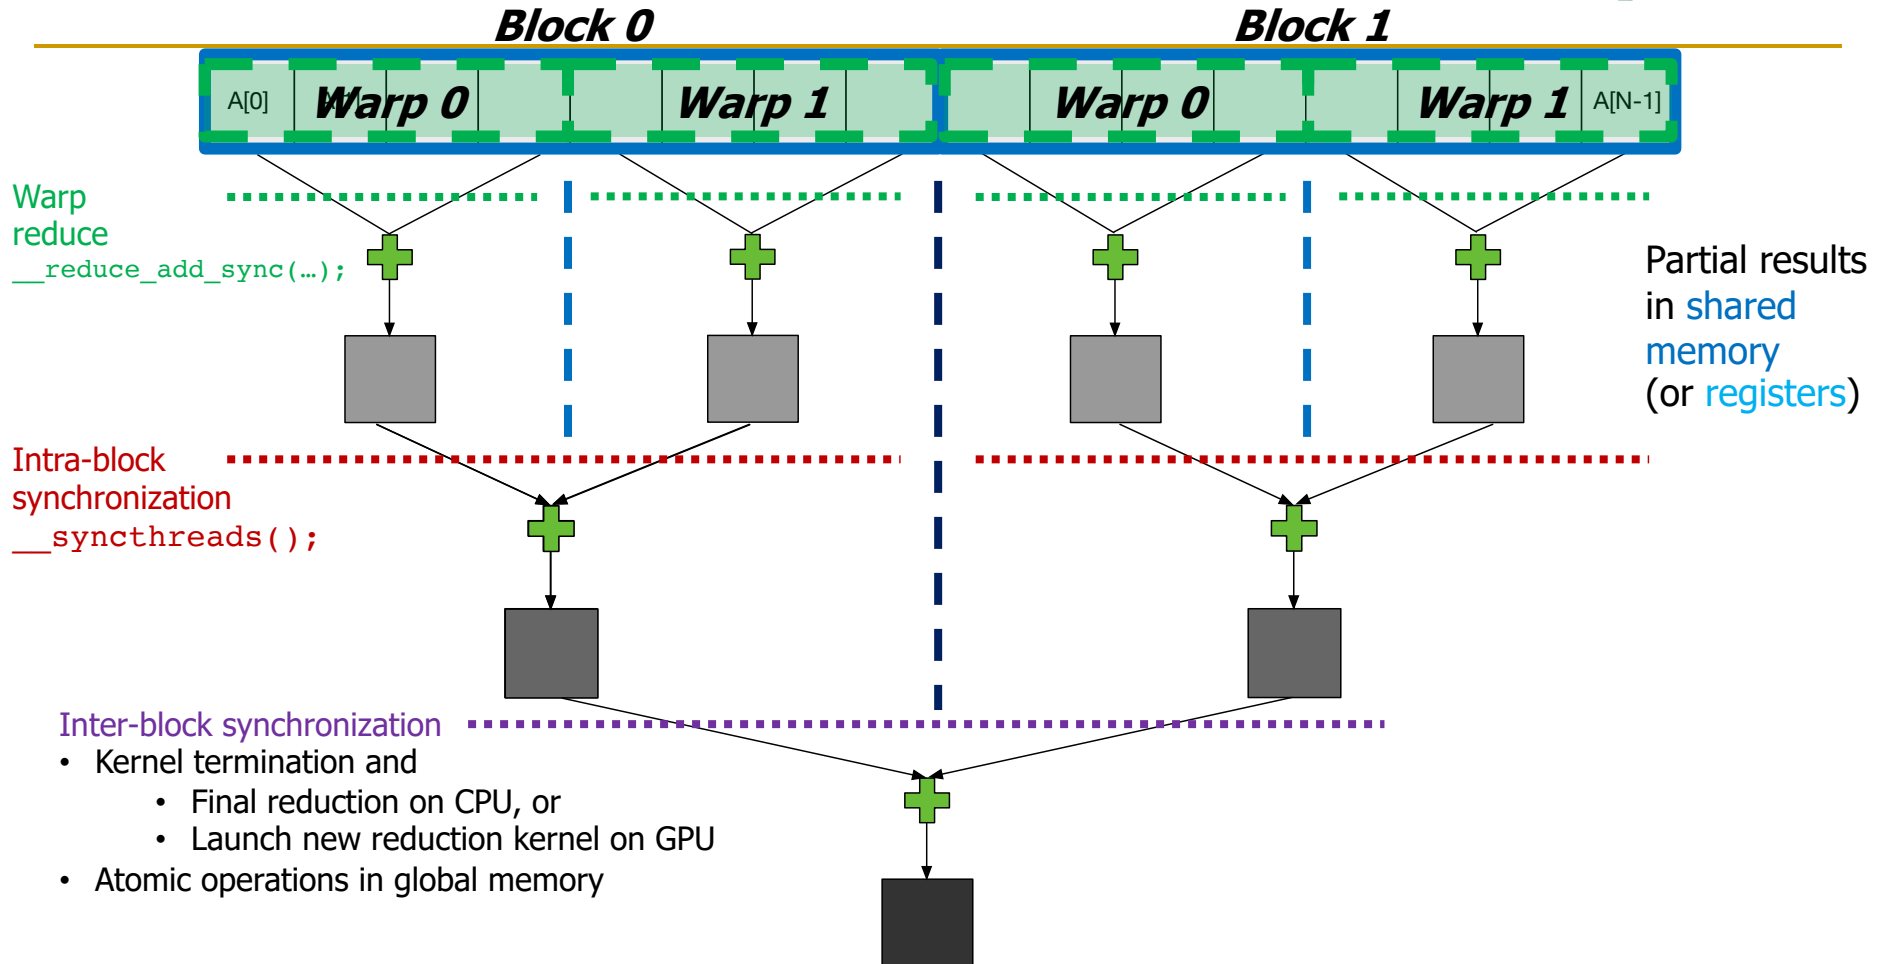 Block 0
Block 1
A[0]
Warp 0
Warp 1
Warp 0
Warp 1
A[N-1]
Warp
reduce
__reduce_add_sync(…);
Partial results
in shared
memory
(or registers)
Intra-block
synchronization
__syncthreads();
Inter-block synchronization
• Kernel termination and
• Final reduction on CPU, or
• Launch new reduction kernel on GPU
• Atomic operations in global memory